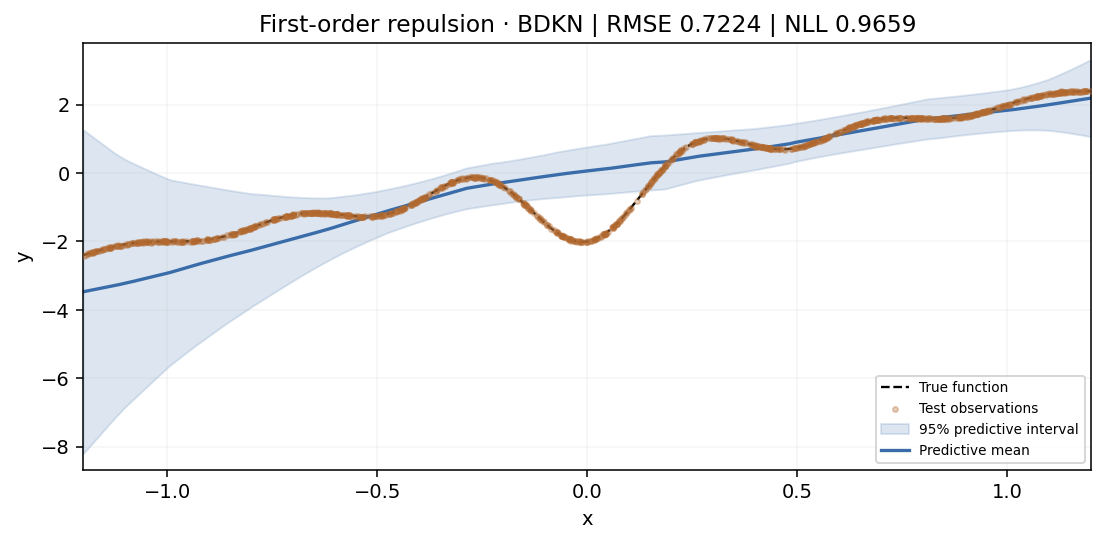 First-order repulsion · BDKN | RMSE 0.7224 | NLL 0.9659
y
2
0
−2
−4
−6
−8
−1.0
−0.5
0.0
0.5
1.0
x
True function
Test observations
95% predictive interval
Predictive mean